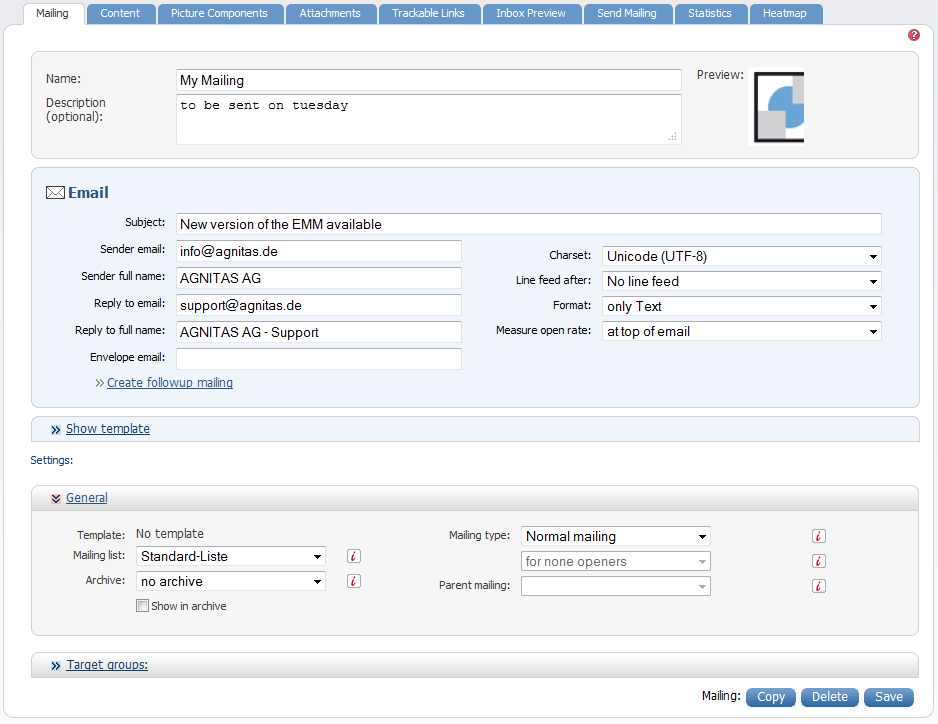 Mailing Content Picture Components Attachments Trackable Links Inbox Preview Send Mailing Statistics Heatmap
?
Name: My Mailing Preview:
Description
(optional): to be sent on tuesday
Email
Subject: New version of the EMM available
Sender email: info@agnitas.de
Sender full name: AGNITAS AG
Reply to email: support@agnitas.de
Reply to full name: AGNITAS AG - Support
Envelope email:
Charset: Unicode (UTF-8)
Line feed after: No line feed
Format: only Text
Measure open rate: at top of email
» Create followup mailing
» Show template
Settings:
General
Template: No template
Mailing list: Standard-Liste i
Archive: no archive i
Show in archive
Mailing type: Normal mailing i
for none openers i
Parent mailing: i
» Target groups:
Mailing: Copy Delete Save